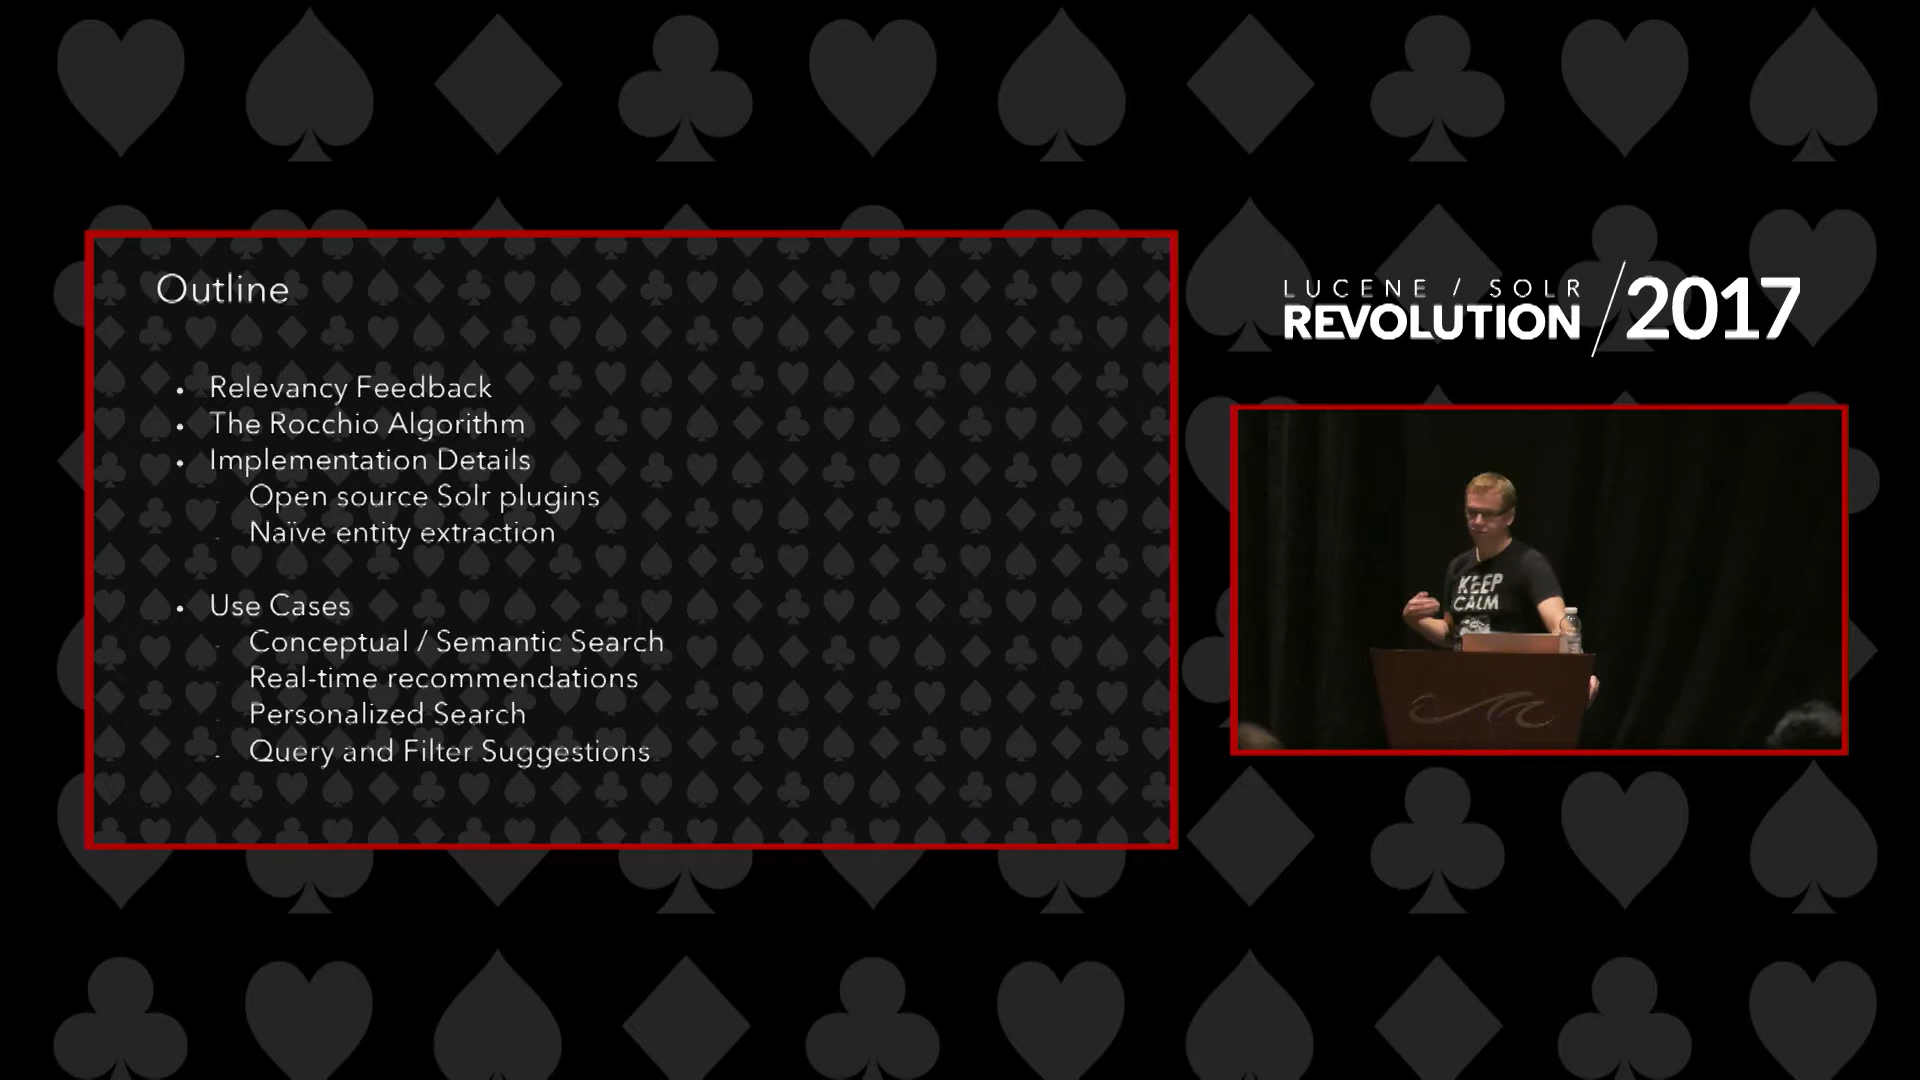 Outline
• Relevancy Feedback
• The Rocchio Algorithm
• Implementation Details
- Open source Solr plugins
- Naïve entity extraction
• Use Cases
- Conceptual / Semantic Search
- Real-time recommendations
- Personalized Search
- Query and Filter Suggestions
LUCENE / SOLR
REVOLUTION / 2017
KEEP
CALM